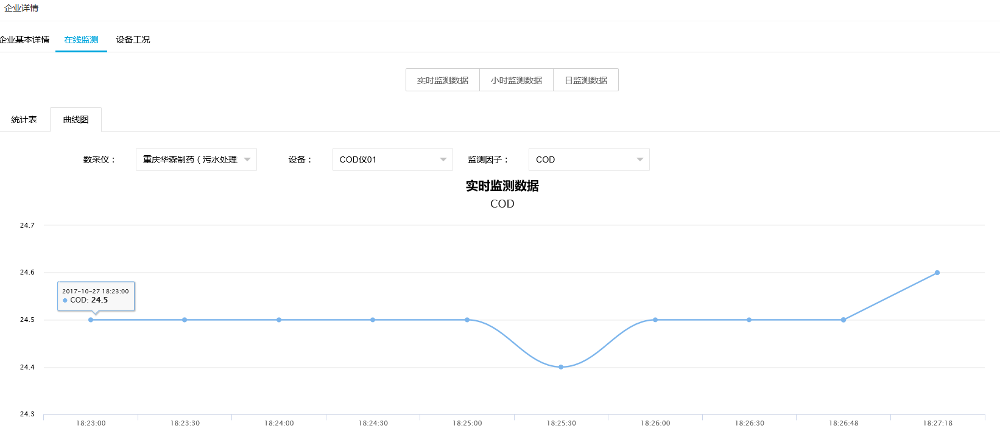 企业详情
企业基本详情 在线监测 设备工况
实时监测数据 小时监测数据 日监测数据
统计表 曲线图
数采仪： 重庆华森制药（污水处理 设备： COD仪01 监测因子： COD
实时监测数据
COD
24.7
24.6
2017-10-27 18:23:00
COD: 24.5
24.5
24.4
24.3
18:23:00 18:23:30 18:24:00 18:24:30 18:25:00 18:25:30 18:26:00 18:26:30 18:26:48 18:27:18